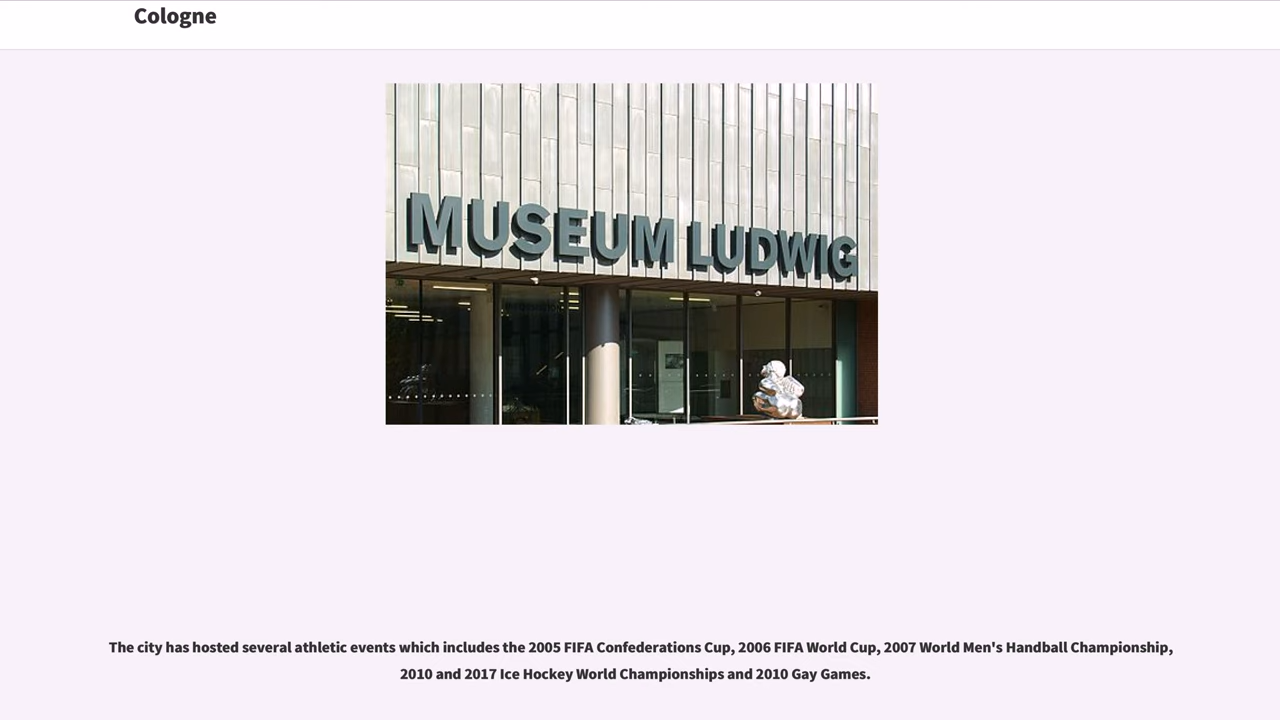 Cologne
MUSEUM LUDWIG
The city has hosted several athletic events which includes the 2005 FIFA Confederations Cup, 2006 FIFA World Cup, 2007 World Men's Handball Championship,
2010 and 2017 Ice Hockey World Championships and 2010 Gay Games.